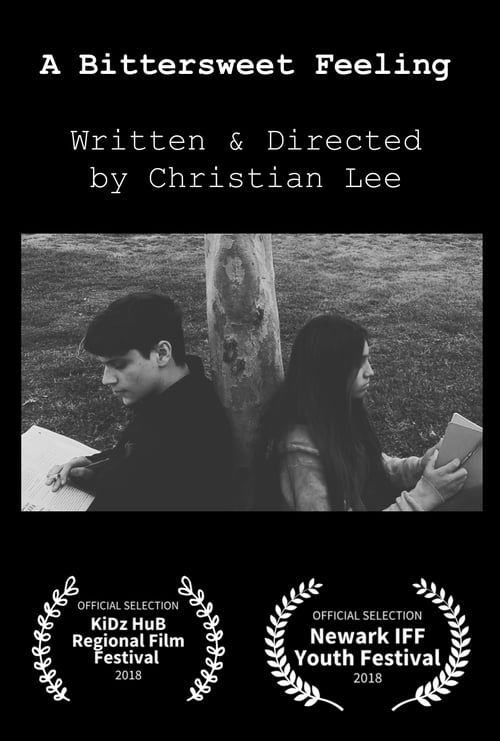 A Bittersweet Feeling
Written & Directed
by Christian Lee
OFFICIAL SELECTION
KiDz HuB
Regional Film
Festival
2018
OFFICIAL SELECTION
Newark IFF
Youth Festival
2018